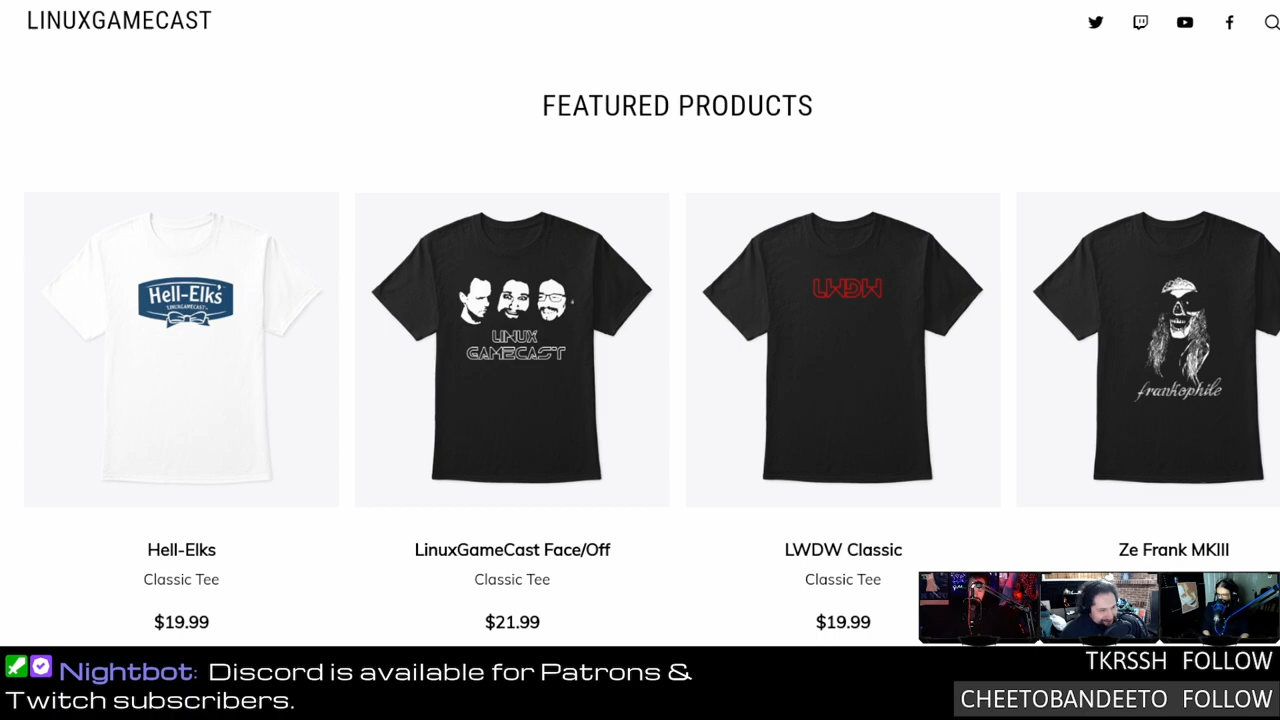 LINUXGAMECAST
FEATURED PRODUCTS
Hell-Elks
LINUXGAMECAST
LINUX
GAMECAST
LWDW
frankophile
Hell-Elks
LinuxGameCast Face/Off
LWDW Classic
Ze Frank MKIII
Classic Tee
Classic Tee
Classic Tee
$19.99
$21.99
$19.99
Nightbot: Discord is available for Patrons &
Twitch subscribers.
TKRSSH FOLLOW
CHEETOBANDEETO FOLLOW